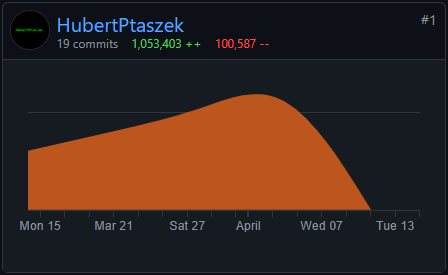 HubertPtaszek
#1
19 commits 1,053,403 ++ 100,587 --
Mon 15 Mar 21 Sat 27 April Wed 07 Tue 13